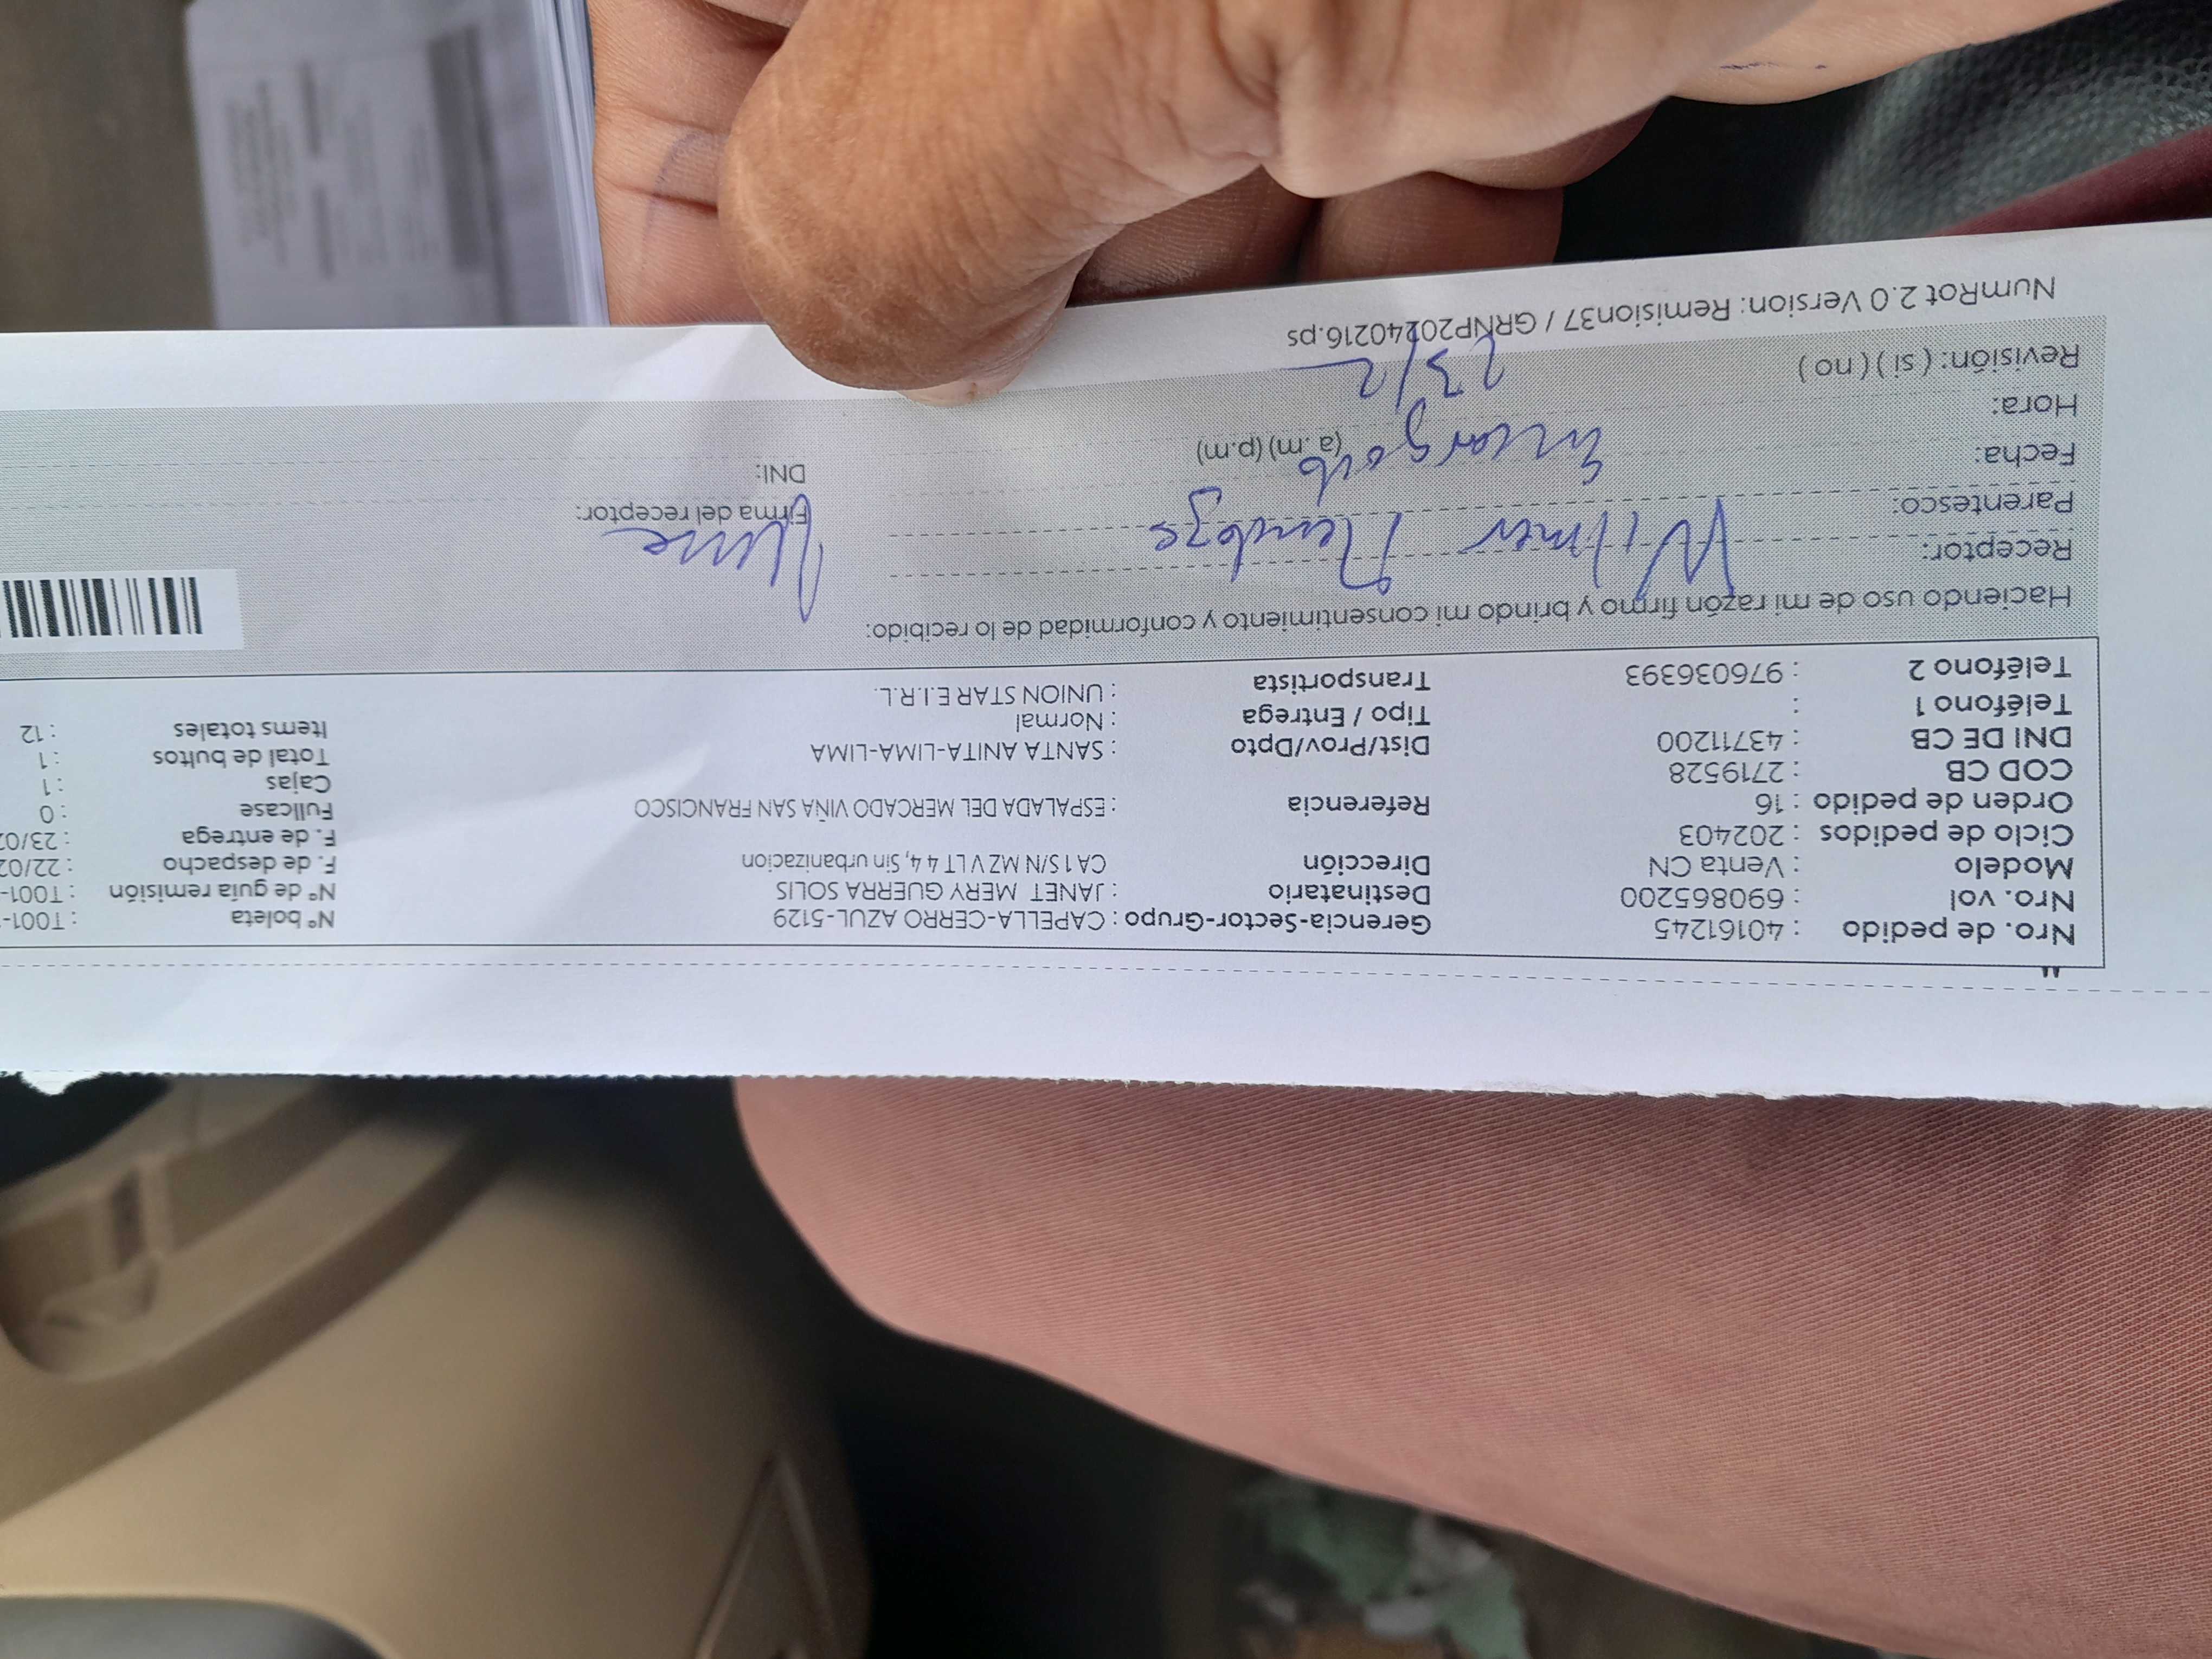 Nro. de pedido : 40161245 Gerencia-Sector-Grupo : CAPELLA-CERRO AZUL-5129 N° boleta : T001-
Nro. vol : 690865200 Destinatario : JANET MERY GUERRA SOLIS N° de guía remisión : T001-
Modelo : Venta CN Dirección CA 1 S/N MZ V LT 4 4, Sin urbanizacion F. de despacho : 22/02
Ciclo de pedidos : 202403 F. de entrega : 23/02
Orden de pedido : 16 Referencia : ESPALADA DEL MERCADO VIÑA SAN FRANCISCO Fullcase : 0
COD CB : 2719528 Cajas : 1
DNI DE CB : 43711200 Dist/Prov/Dpto : SANTA ANITA-LIMA-LIMA Total de bultos : 1
Teléfono 1 : Tipo / Entrega : Normal Items totales : 12
Teléfono 2 : 976036393 Transportista : UNION STAR E.I.R.L.
Haciendo uso de mi razón firmo y brindo mi consentimiento y conformidad de lo recibido:
Receptor: Wilmer Mendoza
Parentesco: Firma del receptor:
Fecha: Encargado DNI:
Hora: (a. m) (p.m)
Revisión: ( si ) ( no ) 23/2
NumRot 2.0 Version: Remision37 / GRNP20240216.ps